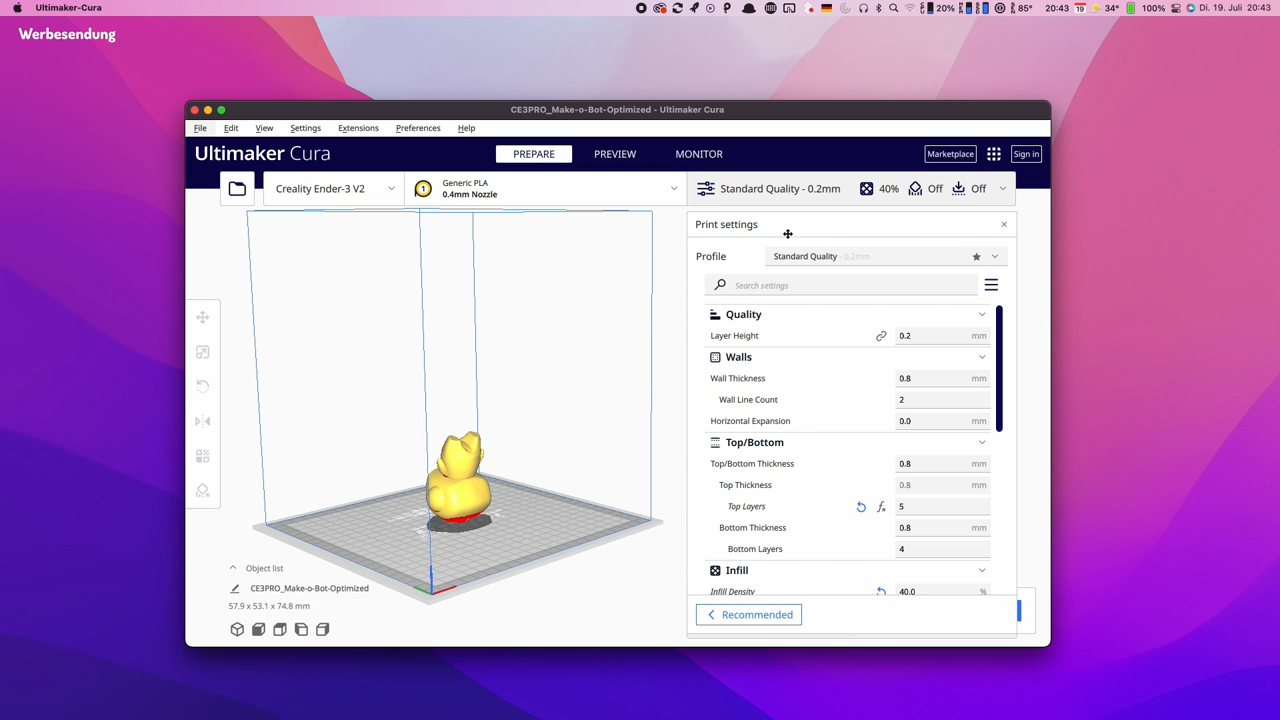 Ultimaker-Cura
20%
85°
20:43
19
34°
100%
Di. 19. Juli 20:43
Werbesendung
CE3PRO_Make-o-Bot-Optimized - Ultimaker Cura
File Edit View Settings Extensions Preferences Help
Ultimaker Cura
PREPARE PREVIEW MONITOR
Marketplace
Sign in
Creality Ender-3 V2
1
Generic PLA
0.4mm Nozzle
Standard Quality - 0.2mm
40%
Off
Off
Print settings
Profile
Standard Quality - 0.2mm
Search settings
Quality
Layer Height 0.2 mm
Walls
Wall Thickness 0.8 mm
Wall Line Count 2
Horizontal Expansion 0.0 mm
Top/Bottom
Top/Bottom Thickness 0.8 mm
Top Thickness 0.8 mm
Top Layers 5
Bottom Thickness 0.8 mm
Bottom Layers 4
Infill
Infill Density 40.0 %
Recommended
Object list
CE3PRO_Make-o-Bot-Optimized
57.9 x 53.1 x 74.8 mm